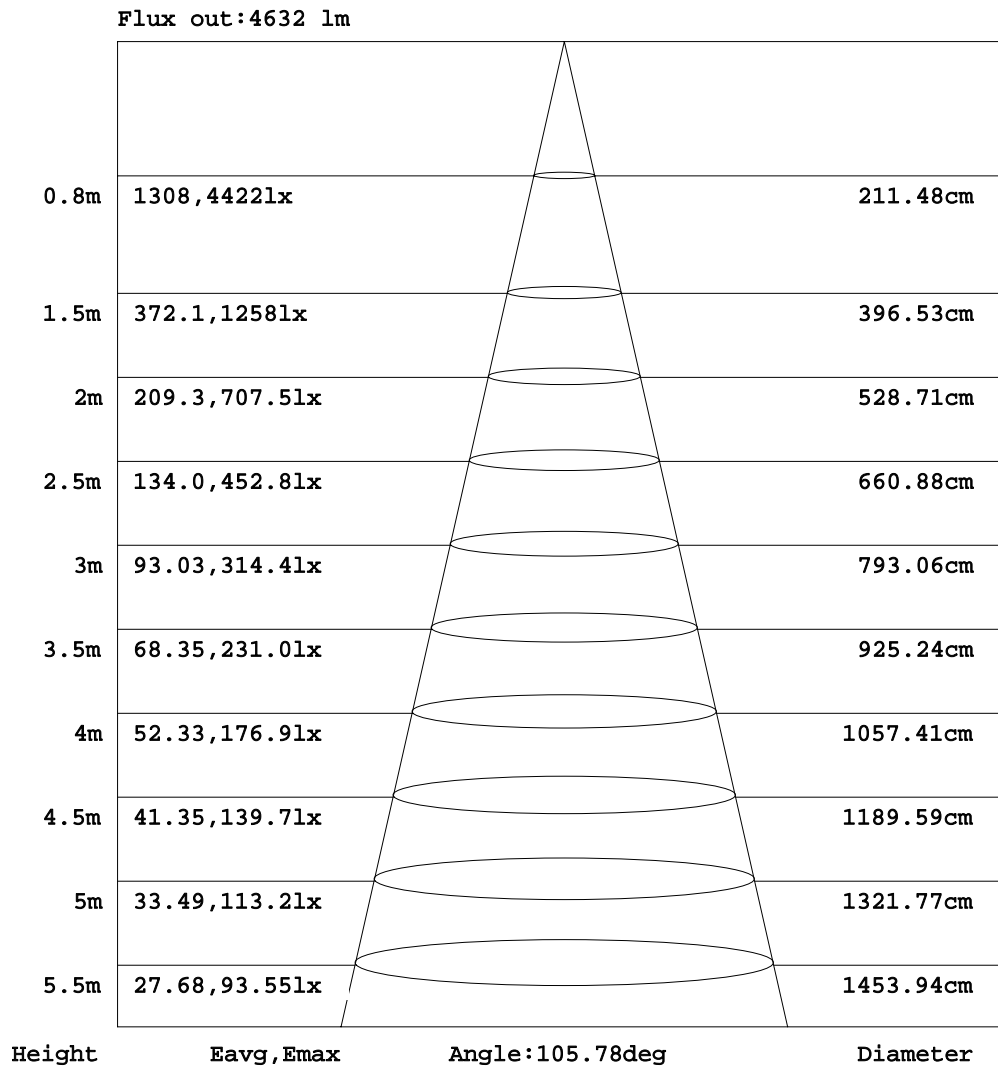 Flux out:4632 lm
0.8m 1308,4422lx 211.48cm
1.5m 372.1,1258lx 396.53cm
2m 209.3,707.5lx 528.71cm
2.5m 134.0,452.8lx 660.88cm
3m 93.03,314.4lx 793.06cm
3.5m 68.35,231.0lx 925.24cm
4m 52.33,176.9lx 1057.41cm
4.5m 41.35,139.7lx 1189.59cm
5m 33.49,113.2lx 1321.77cm
5.5m 27.68,93.55lx 1453.94cm
Height Eavg,Emax Angle:105.78deg Diameter